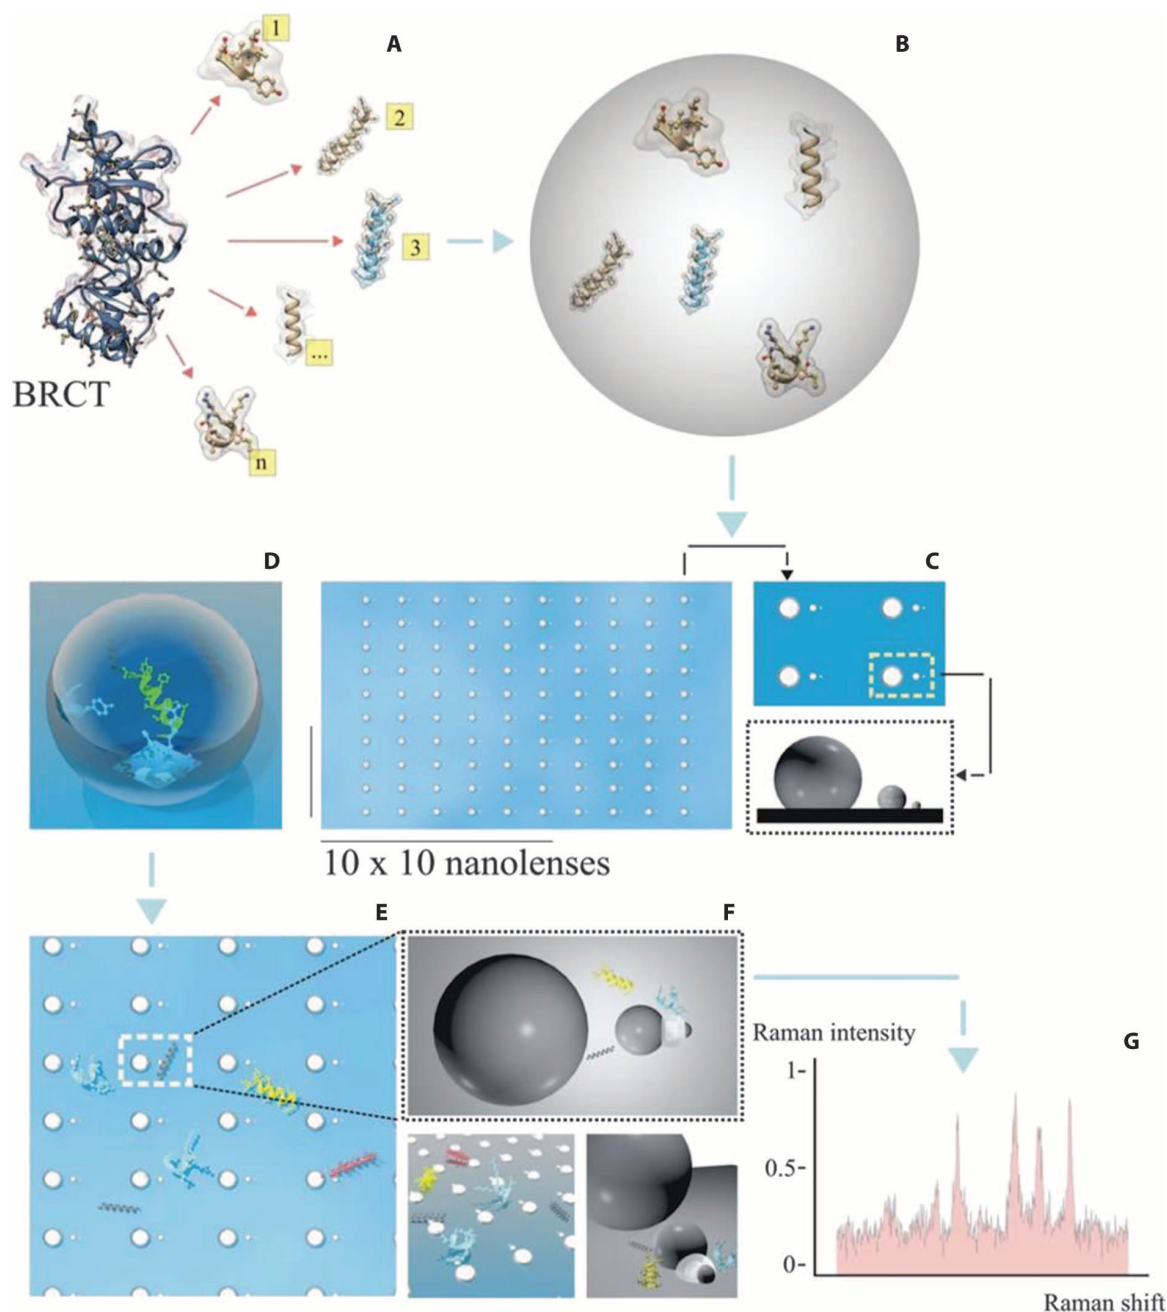 A
B
1
2
3
...
n
BRCT
D
C
10 x 10 nanolenses
E
F
G
Raman intensity
1-
0.5-
0-
Raman shift